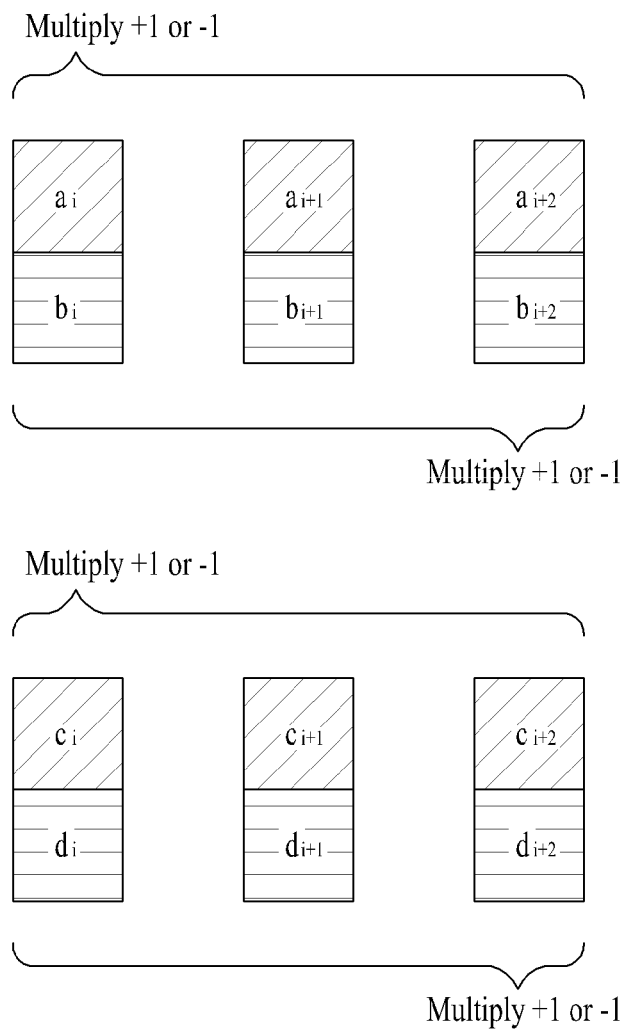 Multiply +1 or -1
a i a i+1 a i+2
b i b i+1 b i+2
Multiply +1 or -1
Multiply +1 or -1
c i c i+1 c i+2
d i d i+1 d i+2
Multiply +1 or -1